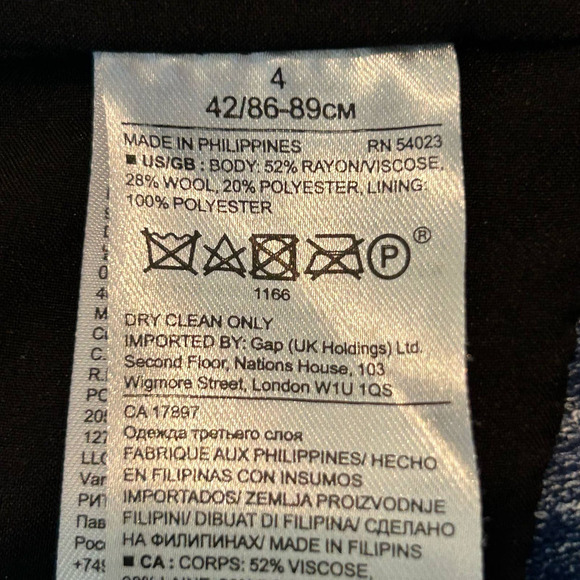 4
42/86-89CM
MADE IN PHILIPPINES RN 54023
■ US/GB : BODY: 52% RAYON/VISCOSE,
28% WOOL, 20% POLYESTER, LINING:
100% POLYESTER
P ®
1166
DRY CLEAN ONLY
IMPORTED BY: Gap (UK Holdings) Ltd.
Second Floor, Nations House, 103
Wigmore Street, London W1U 1QS
CA 17897
Одежда третьего слоя
FABRIQUE AUX PHILIPPINES/ HECHO
EN FILIPINAS CON INSUMOS
IMPORTADOS/ ZEMLJA PROIZVODNJE
FILIPINI/ DIBUAT DI FILIPINA/ СДЕЛАНО
НА ФИЛИПИНАХ/ MADE IN FILIPINS
■ CA : CORPS: 52% VISCOSE,